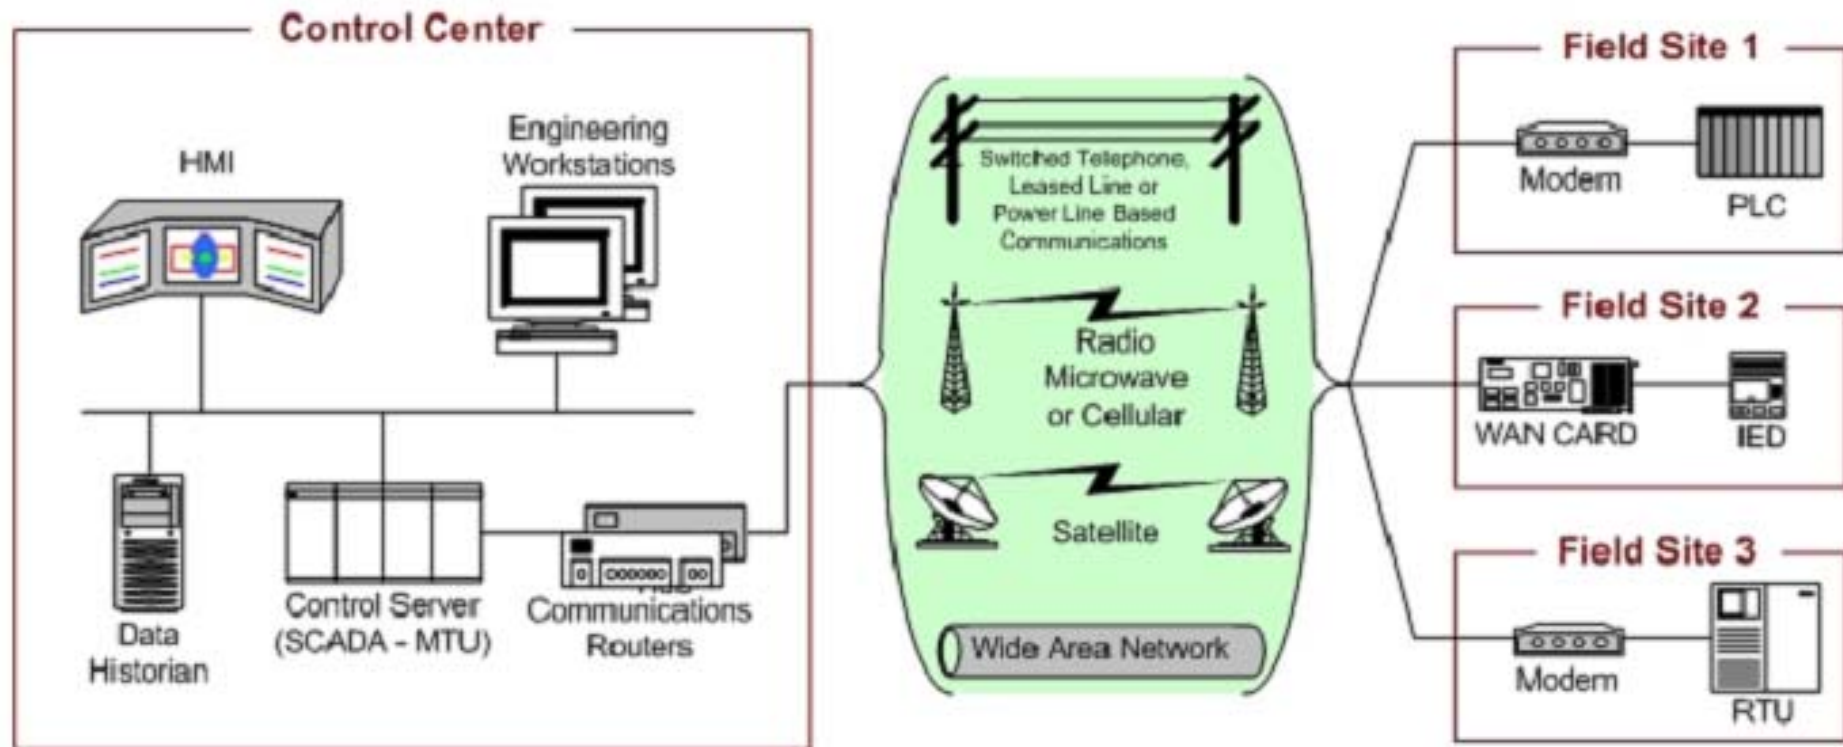 Control Center
HMI
Engineering
Workstations
Data
Historian
Control Server
(SCADA - MTU)
Communications
Routers
Switched Telephone,
Leased Line or
Power Line Based
Communications
Radio
Microwave
or Cellular
Satellite
Wide Area Network
Field Site 1
Modem
PLC
Field Site 2
WAN CARD
IED
Field Site 3
Modem
RTU